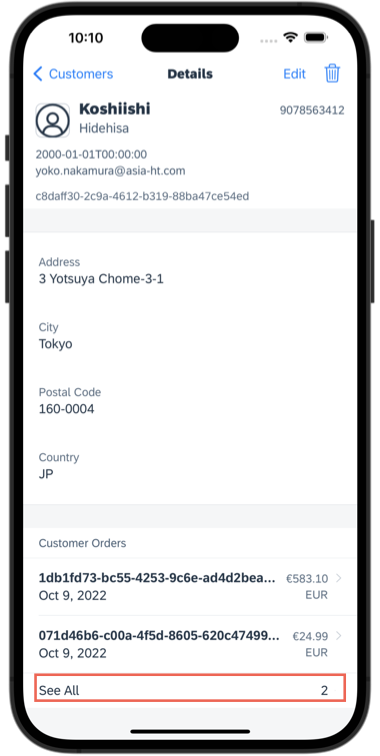 10:10
Customers Details Edit
Koshiishi 9078563412
Hidehisa
2000-01-01T00:00:00
yoko.nakamura@asia-ht.com
c8daff30-2c9a-4612-b319-88ba47ce54ed
Address
3 Yotsuya Chome-3-1
City
Tokyo
Postal Code
160-0004
Country
JP
Customer Orders
1db1fd73-bc55-4253-9c6e-ad4d2bea... €583.10
Oct 9, 2022 EUR
071d46b6-c00a-4f5d-8605-620c47499... €24.99
Oct 9, 2022 EUR
See All 2